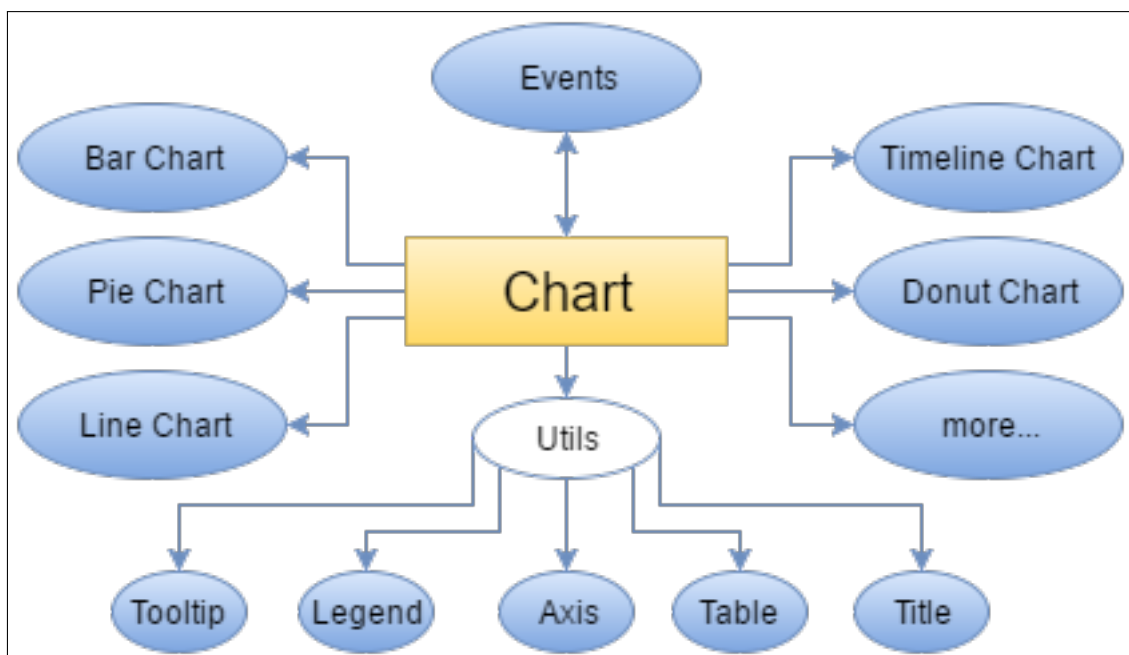 Events
Bar Chart
Timeline Chart
Pie Chart
Chart
Donut Chart
Line Chart
Utils
more...
Tooltip
Legend
Axis
Table
Title